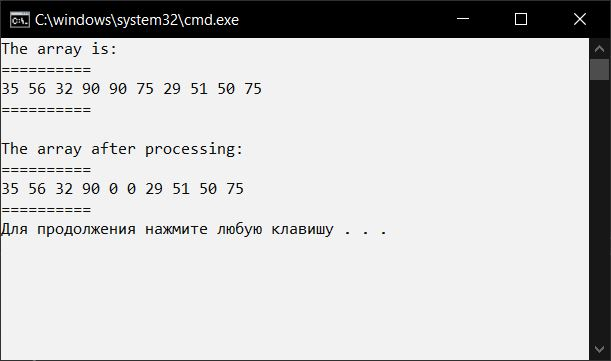 C:\windows\system32\cmd.exe
The array is:
==========
35 56 32 90 90 75 29 51 50 75
==========
The array after processing:
==========
35 56 32 90 0 0 29 51 50 75
==========
Для продолжения нажмите любую клавишу . . .